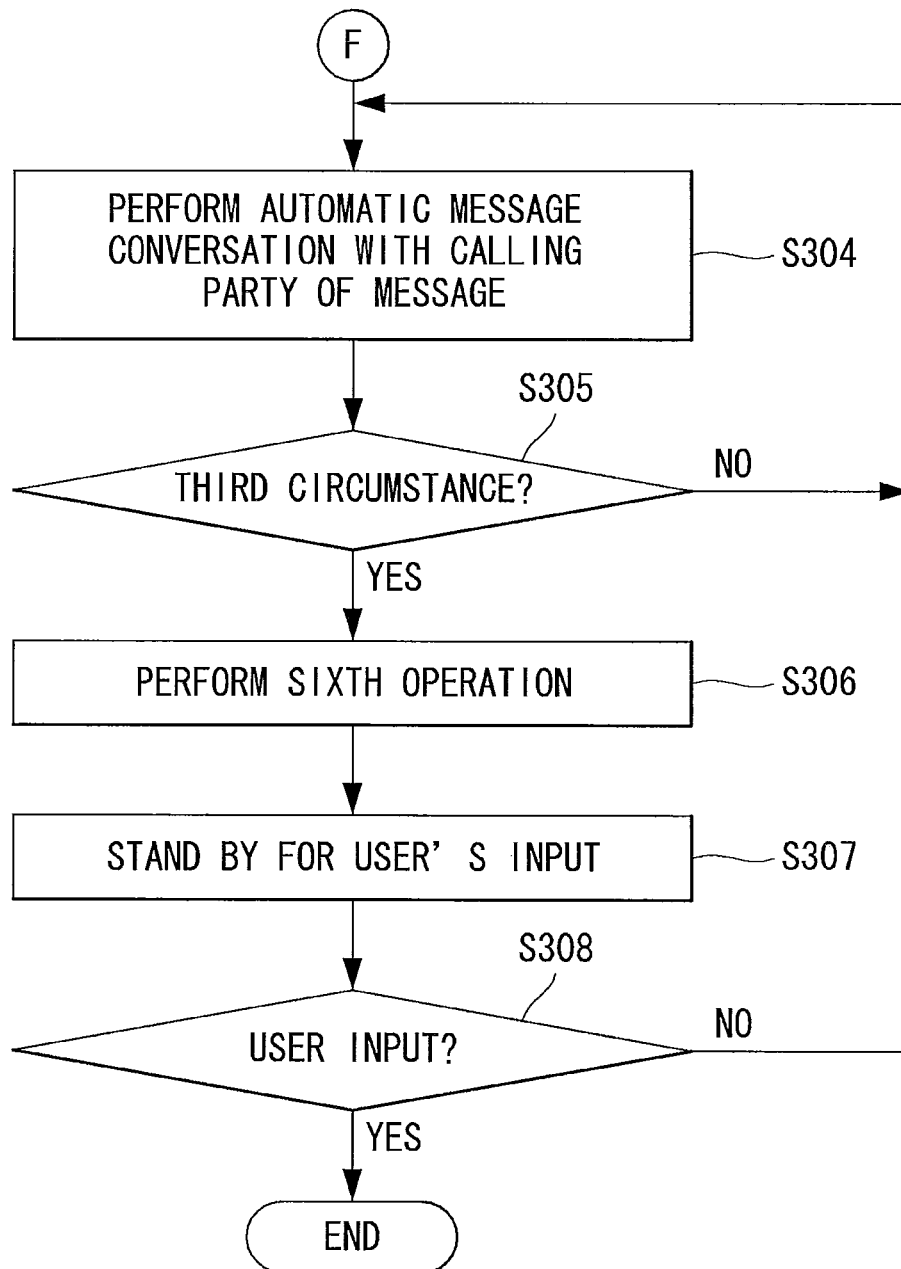 F
PERFORM AUTOMATIC MESSAGE
CONVERSATION WITH CALLING
PARTY OF MESSAGE
S304
S305
THIRD CIRCUMSTANCE?
NO
YES
PERFORM SIXTH OPERATION
S306
STAND BY FOR USER'S INPUT
S307
S308
USER INPUT?
NO
YES
END